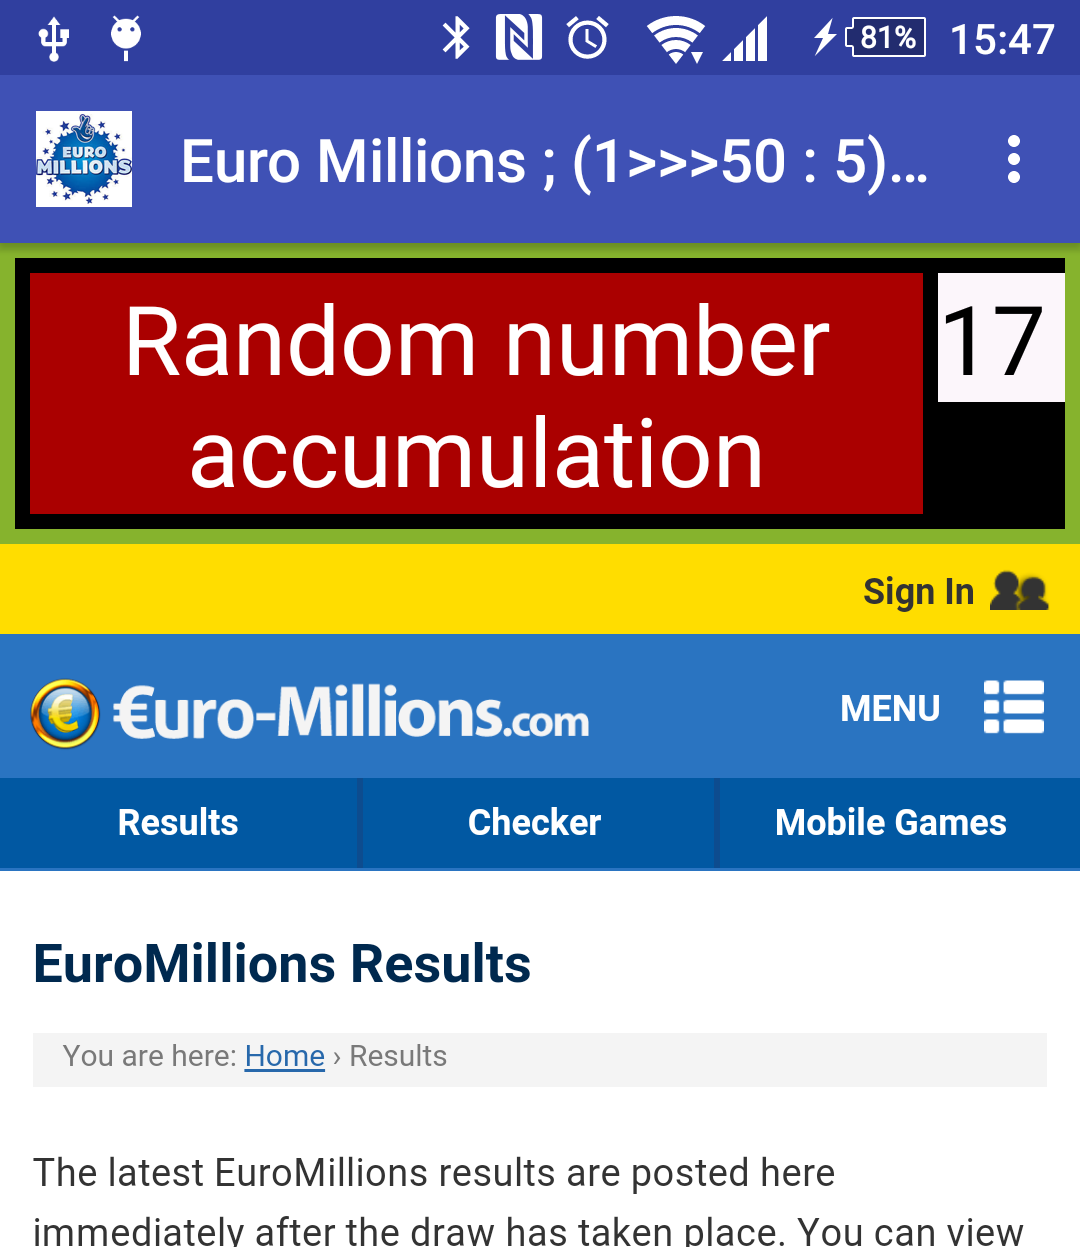 81% 15:47
EURO
MILLIONS
Euro Millions ; (1>>>50 : 5)...
Random number 17
accumulation
Sign In
€uro-Millions.com
MENU
Results Checker Mobile Games
EuroMillions Results
You are here: Home › Results
The latest EuroMillions results are posted here
immediately after the draw has taken place. You can view